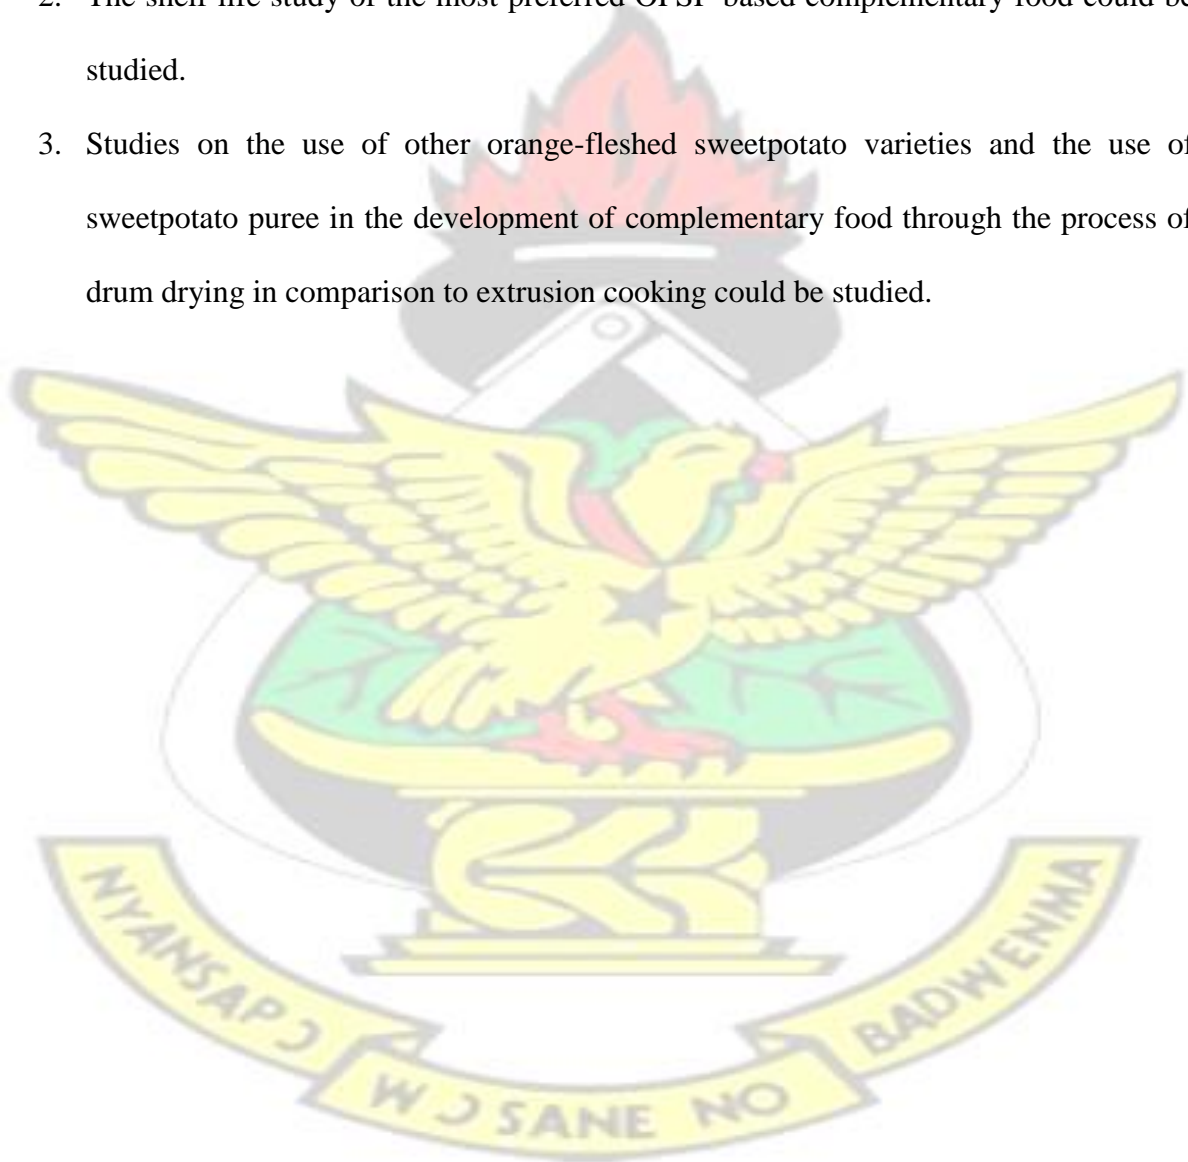 2. The shelf life study of the most preferred OFSP-based complementary food could be
studied.
3. Studies on the use of other orange-fleshed sweetpotato varieties and the use of
sweetpotato puree in the development of complementary food through the process of
drum drying in comparison to extrusion cooking could be studied.
NYANSAPƆ
WƆSANE NO
BADWENMA